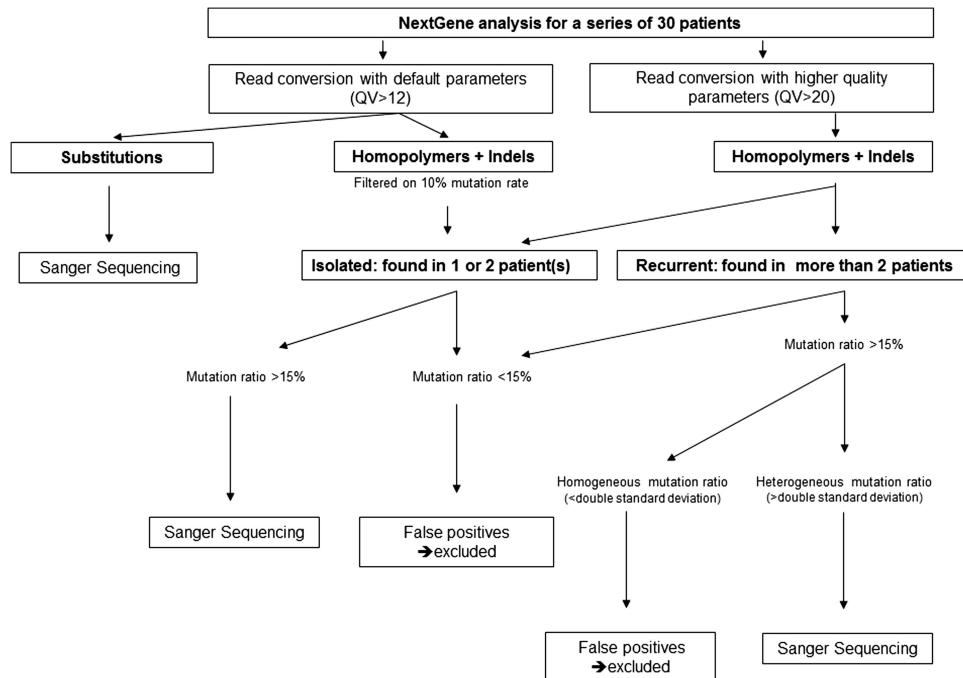 NextGene analysis for a series of 30 patients
Read conversion with default parameters
(QV>12)
Read conversion with higher quality
parameters (QV>20)
Substitutions
Homopolymers + Indels
Homopolymers + Indels
Filtered on 10% mutation rate
Sanger Sequencing
Isolated: found in 1 or 2 patient(s)
Recurrent: found in more than 2 patients
Mutation ratio >15%
Mutation ratio >15%
Mutation ratio <15%
Homogeneous mutation ratio
(<double standard deviation)
Heterogeneous mutation ratio
(>double standard deviation)
Sanger Sequencing
False positives
➔excluded
False positives
➔excluded
Sanger Sequencing